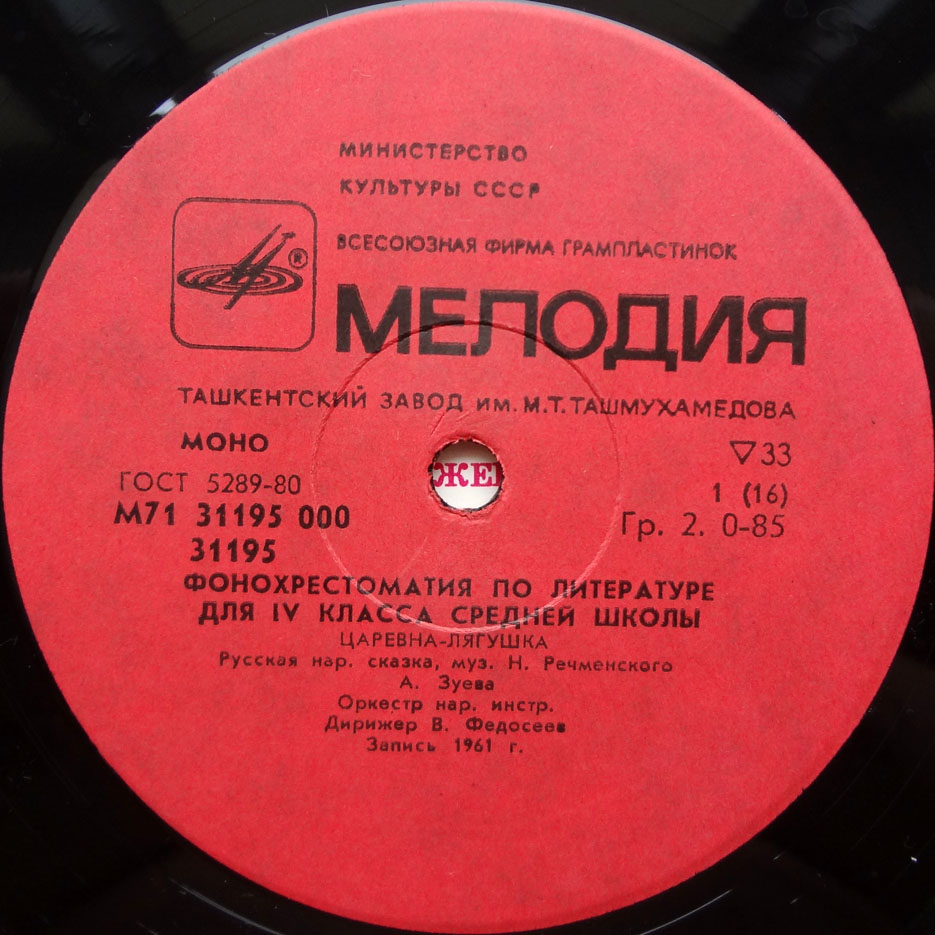 МИНИСТЕРСТВО
КУЛЬТУРЫ СССР
ВСЕСОЮЗНАЯ ФИРМА ГРАМПЛАСТИНОК
®
МЕЛОДИЯ
ТАШКЕНТСКИЙ ЗАВОД ИМ. М.Т. ТАШМУХАМЕДОВА
МОНО
▽33
ГОСТ 5289-80
1 (16)
М71 31195 000
Гр. 2. 0-85
31195
ЖЕ
ФОНОХРЕСТОМАТИЯ ПО ЛИТЕРАТУРЕ
ДЛЯ IV КЛАССА СРЕДНЕЙ ШКОЛЫ
ЦАРЕВНА-ЛЯГУШКА
Русская нар. сказка, муз. Н. Речменского
А. Зуева
Оркестр нар. инстр.
Дирижер В. Федосеев
Запись 1961 г.